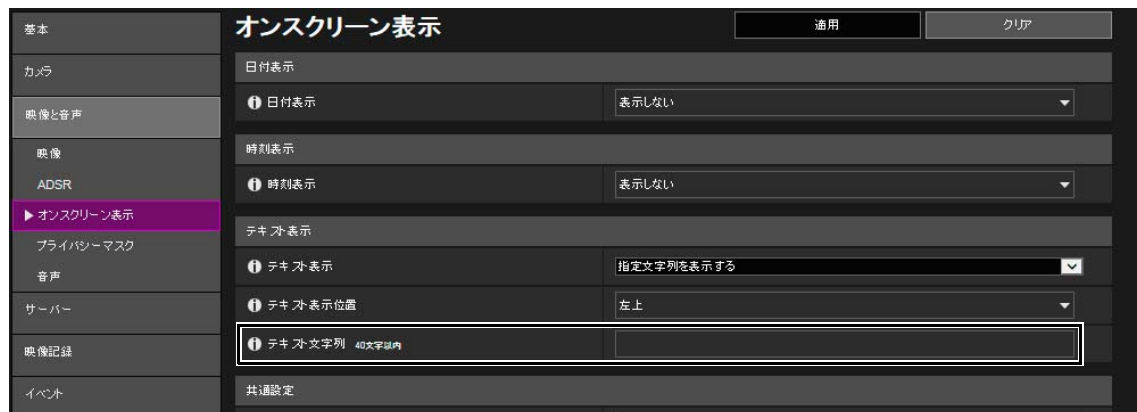 基本
カメラ
映像と音声
映像
ADSR
▶オンスクリーン表示
プライバシーマスク
音声
サーバー
映像記録
イベント
オンスクリーン表示 適用 クリア
日付表示
日付表示 表示しない
時刻表示
時刻表示 表示しない
テキスト表示
テキスト表示 指定文字列を表示する
テキスト表示位置 左上
テキスト文字列 40文字以内
共通設定